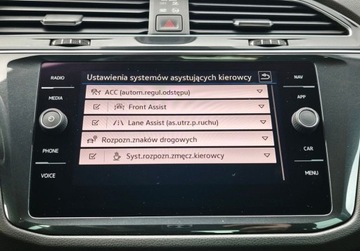 Ustawienia systemów asystujących kierowcy
RADIO
NAV
ACC (autom.regul.odstępu)
MEDIA
APP
Front Assist
Lane Assist (as.utrz.p.ruchu)
Rozpozn.znaków drogowych
PHONE
CAR
Syst.rozpozn.zmęcz.kierowcy
VOICE
MENU